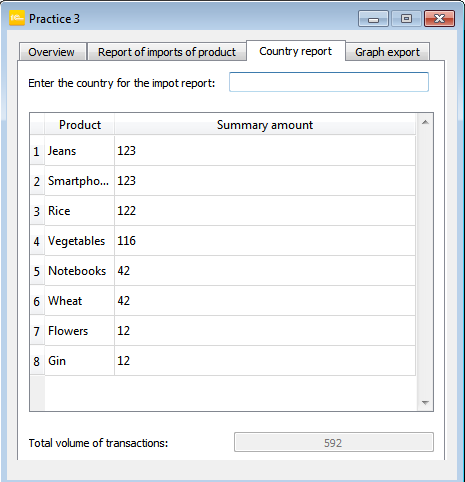 Practice 3
Overview
Report of imports of product
Country report
Graph export
Enter the country for the impot report:
Product Summary amount
1 Jeans 123
2 Smartpho... 123
3 Rice 122
4 Vegetables 116
5 Notebooks 42
6 Wheat 42
7 Flowers 12
8 Gin 12
Total volume of transactions: 592